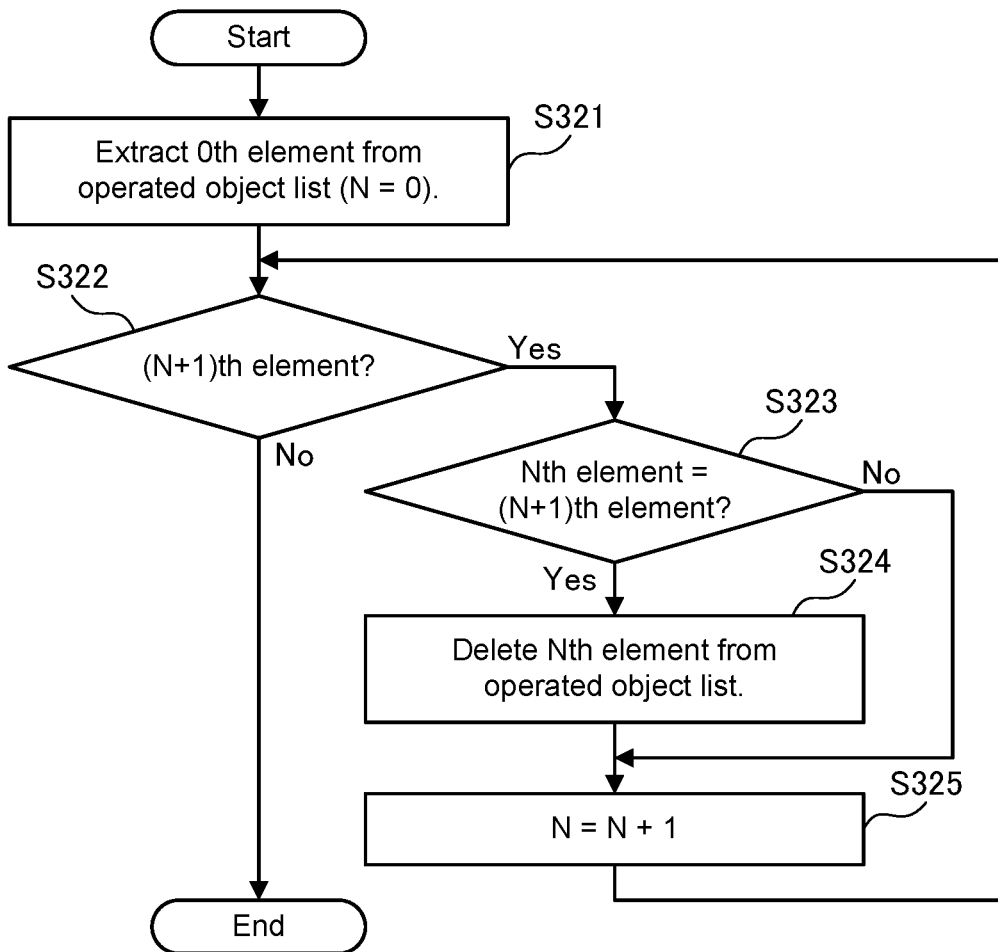 Start
S321
Extract 0th element from
operated object list (N = 0).
S322
(N+1)th element?
Yes
No
S323
Nth element =
(N+1)th element?
No
Yes
S324
Delete Nth element from
operated object list.
S325
N = N + 1
End